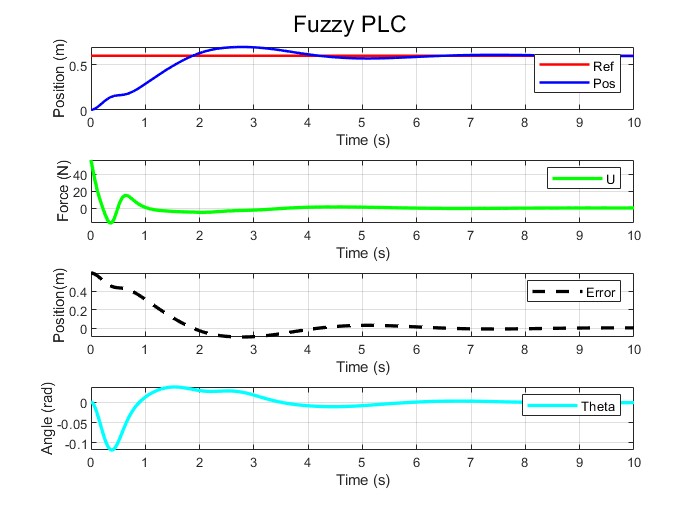 Fuzzy PLC
Position (m)
0.5
0
Ref
Pos
0 1 2 3 4 5 6 7 8 9 10
Time (s)
Force (N)
40
20
0
U
0 1 2 3 4 5 6 7 8 9 10
Time (s)
Position(m)
0.4
0.2
0
Error
0 1 2 3 4 5 6 7 8 9 10
Time (s)
Angle (rad)
0
-0.05
-0.1
Theta
0 1 2 3 4 5 6 7 8 9 10
Time (s)